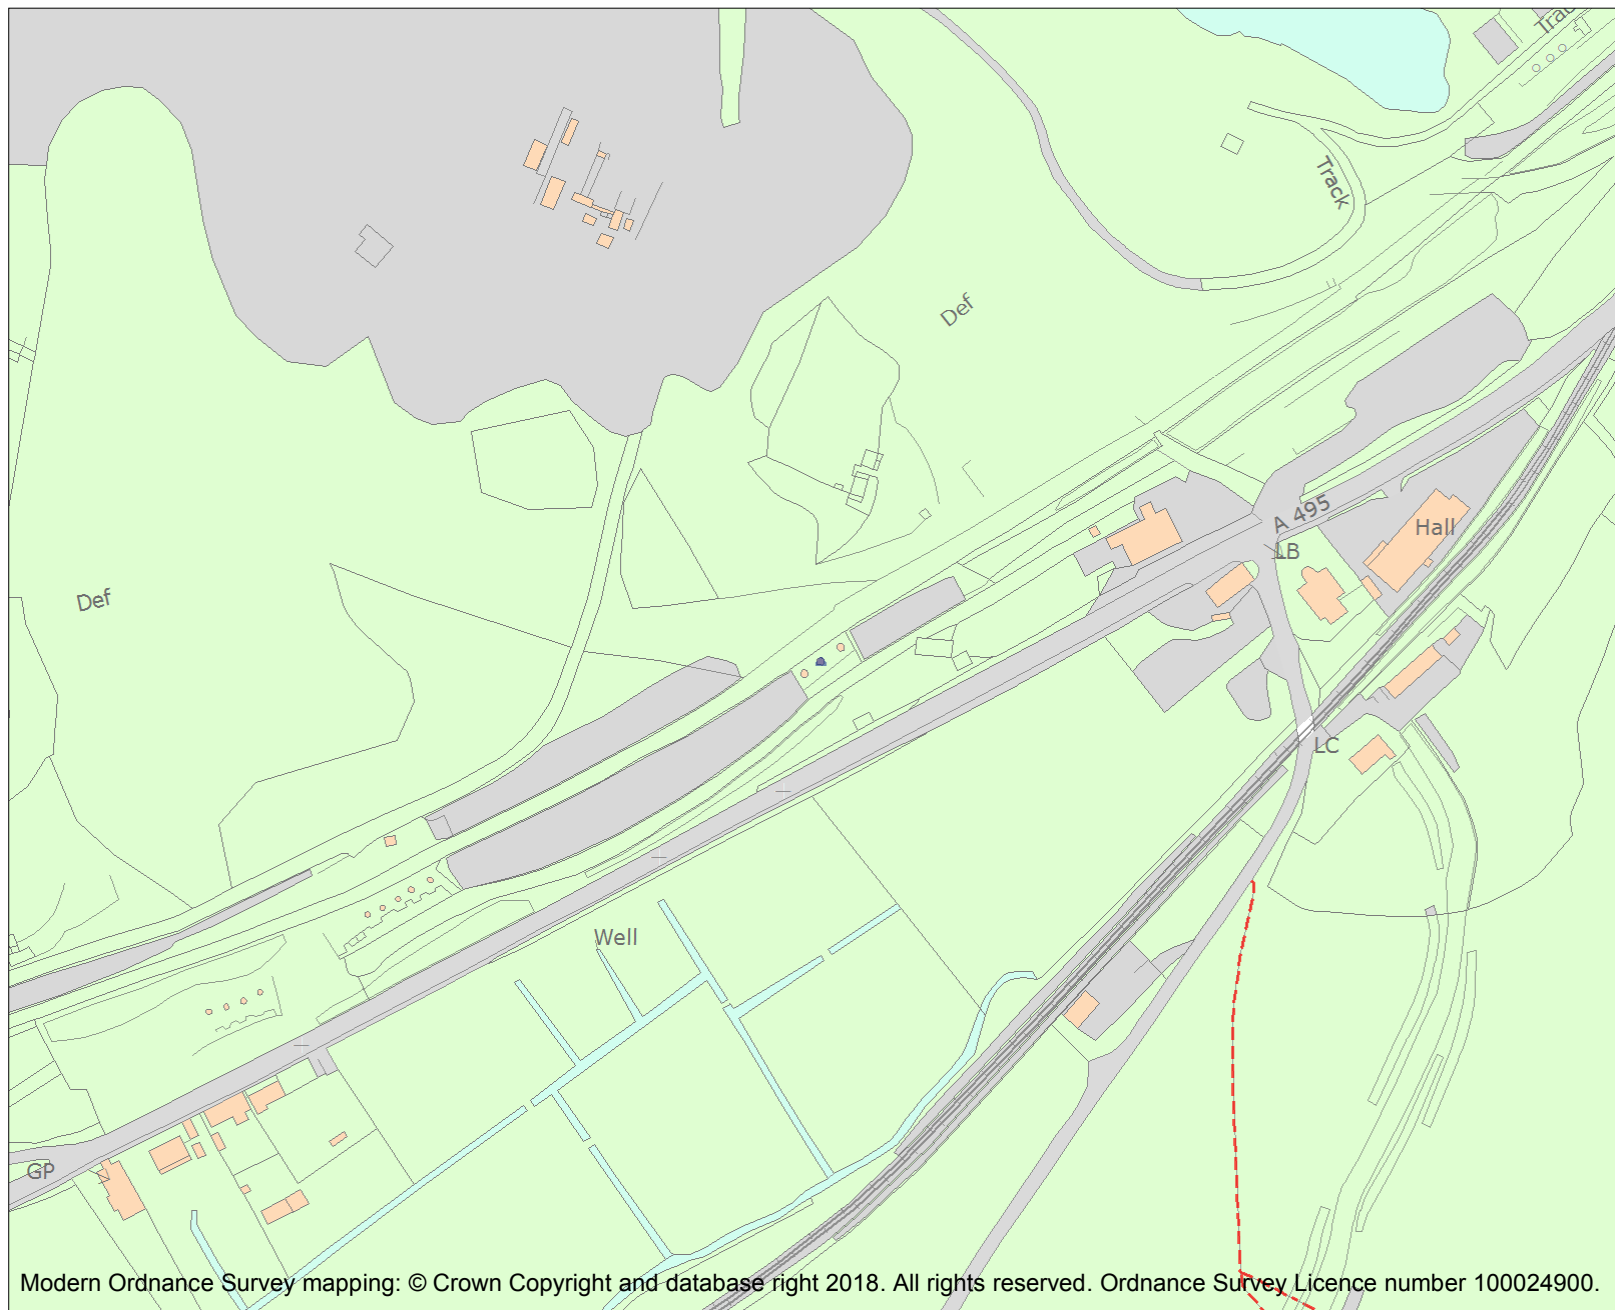 Trac
Track
Def
A 495
LB
Hall
Def
LC
Well
GP
Modern Ordnance Survey mapping: © Crown Copyright and database right 2018. All rights reserved. Ordnance Survey Licence number 100024900.